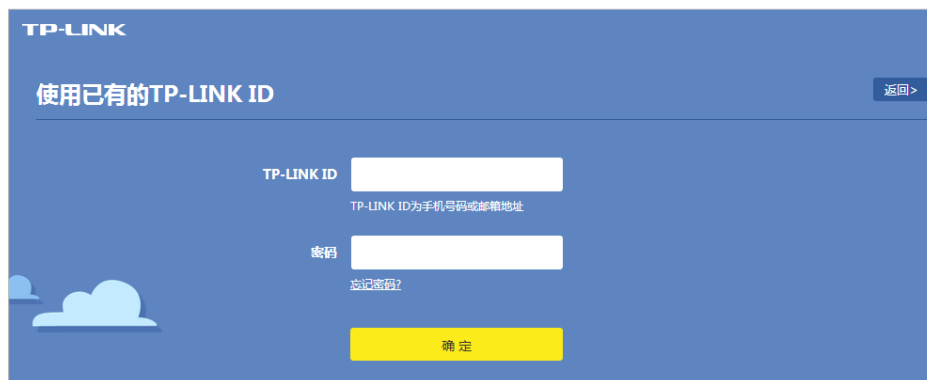 TP-LINK
使用已有的TP-LINK ID
返回>
TP-LINK ID
TP-LINK ID为手机号码或邮箱地址
密码
忘记密码?
确 定